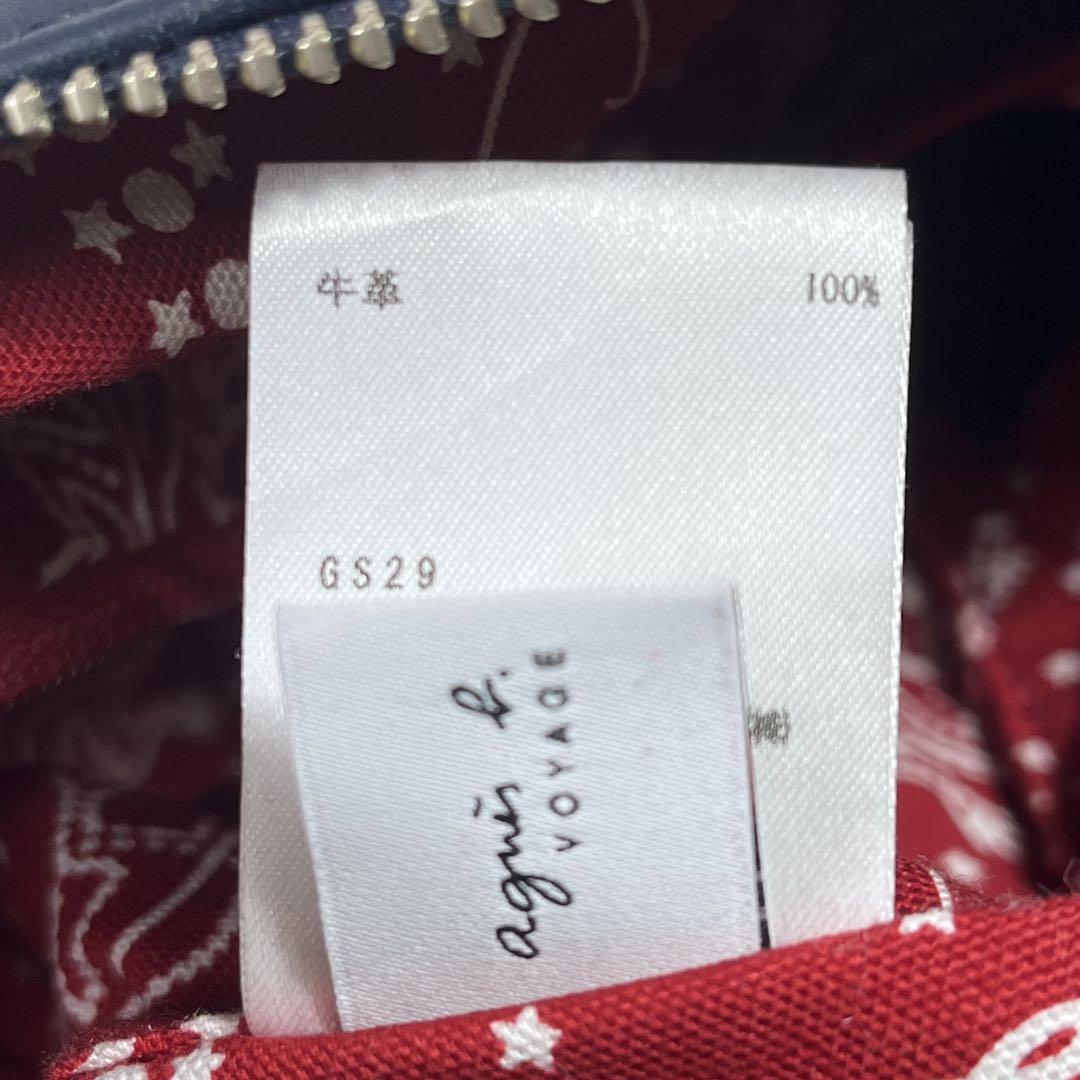 牛革 100%
GS29
agnès b.
VOYAGE